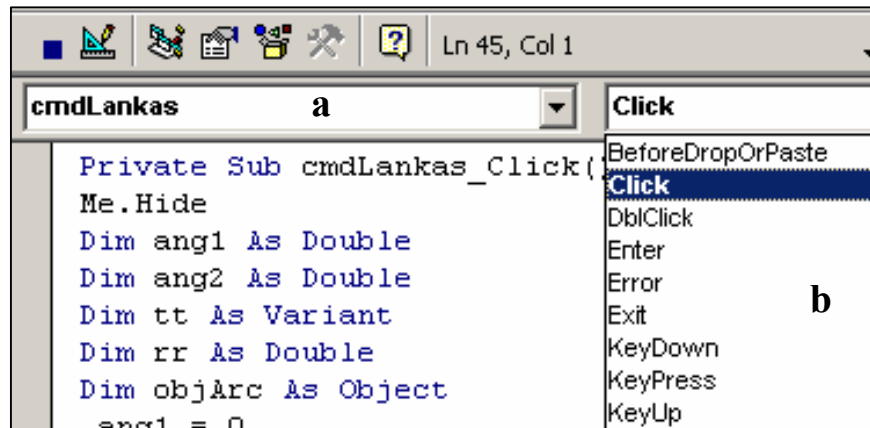 Ln 45, Col 1
cmdLankas a Click
Private Sub cmdLankas_Click(
Me.Hide
Dim ang1 As Double
Dim ang2 As Double
Dim tt As Variant
Dim rr As Double
Dim objArc As Object
ang1 = 0
BeforeDropOrPaste
Click
DblClick
Enter
Error
Exit
b
KeyDown
KeyPress
KeyUp